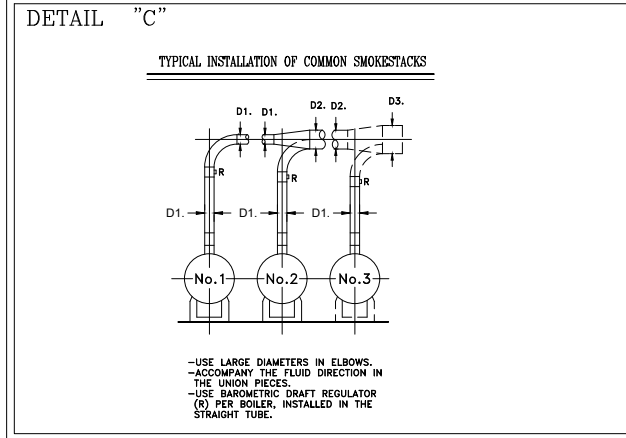 DETAIL "C"
TYPICAL INSTALLATION OF COMMON SMOKESTACKS
D1. D1. D2. D2. D3.
R R R
D1. D1. D1.
No.1 No.2 No.3
-USE LARGE DIAMETERS IN ELBOWS.
-ACCOMPANY THE FLUID DIRECTION IN
THE UNION PIECES.
-USE BAROMETRIC DRAFT REGULATOR
(R) PER BOILER, INSTALLED IN THE
STRAIGHT TUBE.